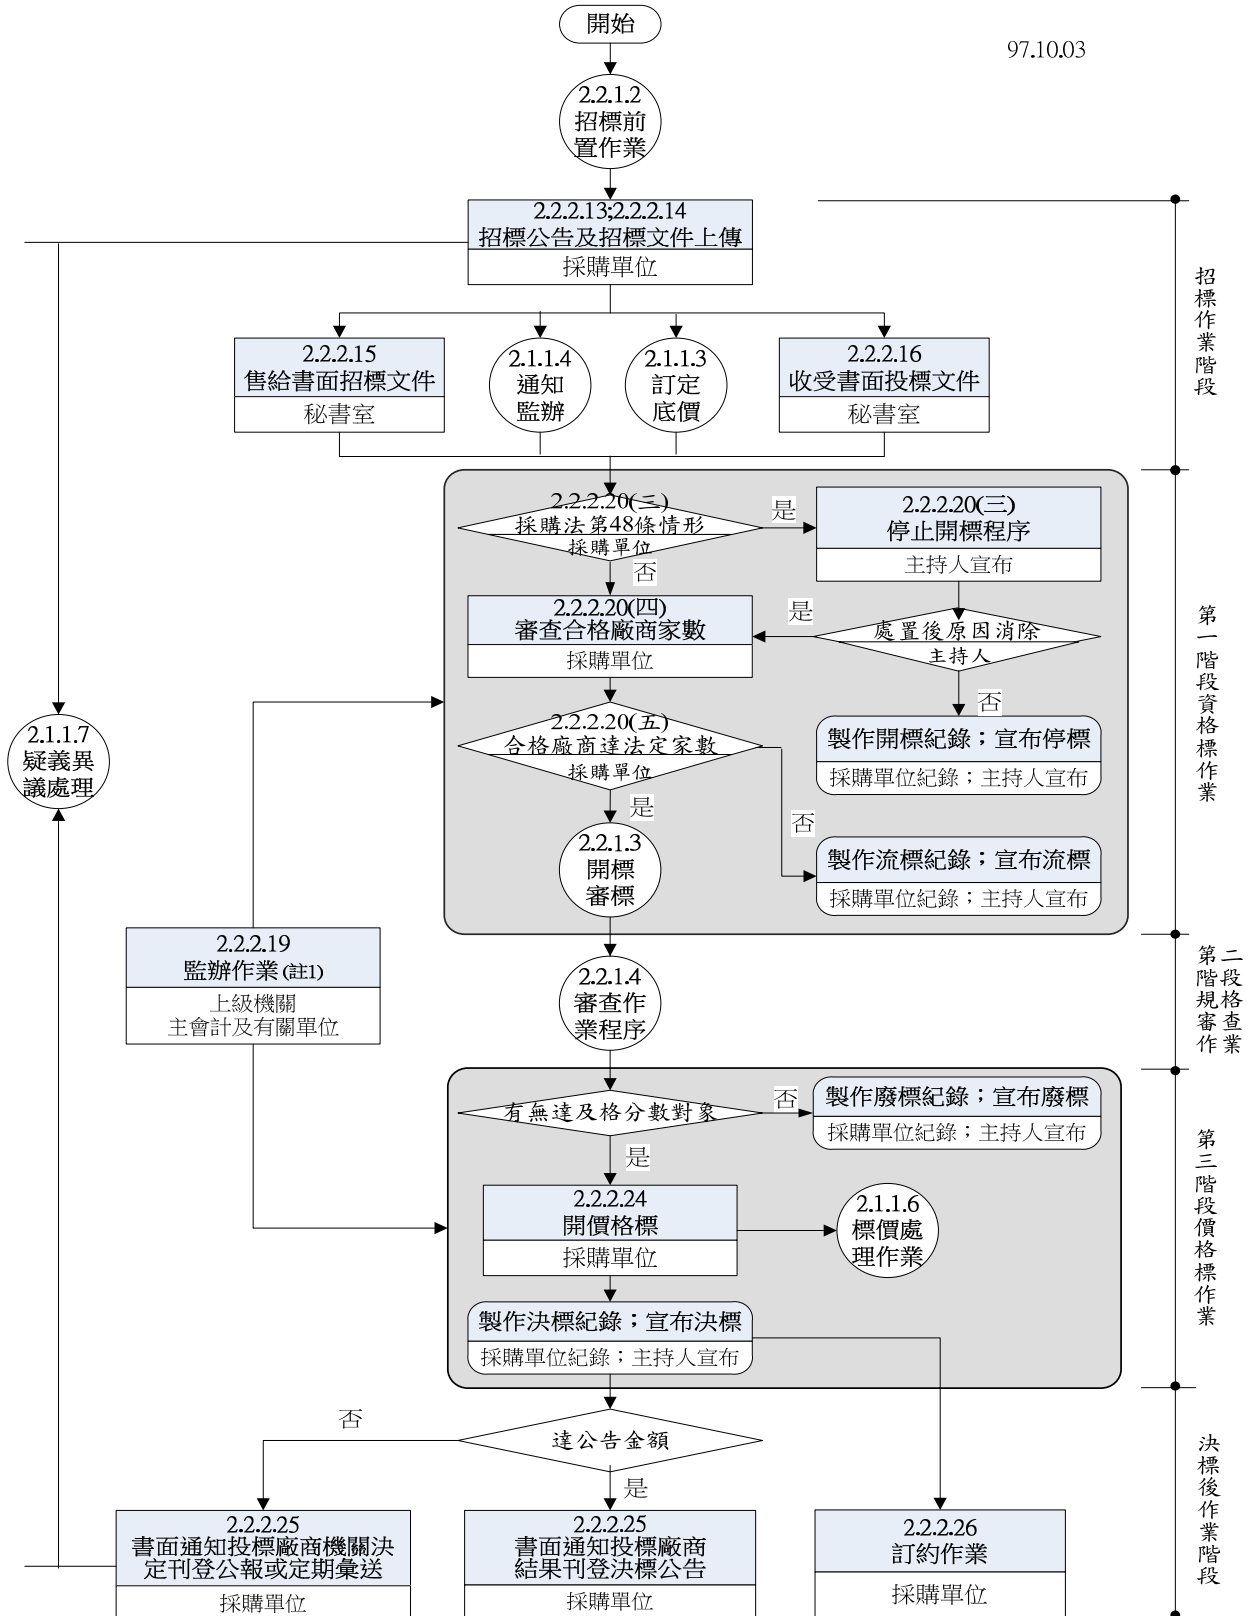 開始
97.10.03
2.2.1.2
招標前
置作業
2.2.2.13;2.2.2.14
招標公告及招標文件上傳
採購單位
招標作業階段
2.2.2.15
售給書面招標文件
秘書室
2.1.1.4
通知
監辦
2.1.1.3
訂定
底價
2.2.2.16
收受書面投標文件
秘書室
2.2.2.20(三)
採購法第48條情形
採購單位
是
否
2.2.2.20(三)
停止開標程序
主持人宣布
2.2.2.20(四)
審查合格廠商家數
採購單位
是
處置後原因消除
主持人
否
第一階段資格標作業
2.2.2.20(五)
合格廠商達法定家數
採購單位
是
否
製作開標紀錄；宣布停標
採購單位紀錄；主持人宣布
2.1.1.7
疑義異
議處理
2.2.1.3
開標
審標
製作流標紀錄；宣布流標
採購單位紀錄；主持人宣布
2.2.2.19
監辦作業(註1)
上級機關
主會計及有關單位
2.2.1.4
審查作
業程序
第二
階段
規格
審查
作業
有無達及格分數對象
否
是
製作廢標紀錄；宣布廢標
採購單位紀錄；主持人宣布
2.2.2.24
開價格標
採購單位
2.1.1.6
標價處
理作業
第三階段價格標作業
製作決標紀錄；宣布決標
採購單位紀錄；主持人宣布
達公告金額
否
是
決標後作業階段
2.2.2.25
書面通知投標廠商機關決
定刊登公報或定期彙送
採購單位
2.2.2.25
書面通知投標廠商
結果刊登決標公告
採購單位
2.2.2.26
訂約作業
採購單位